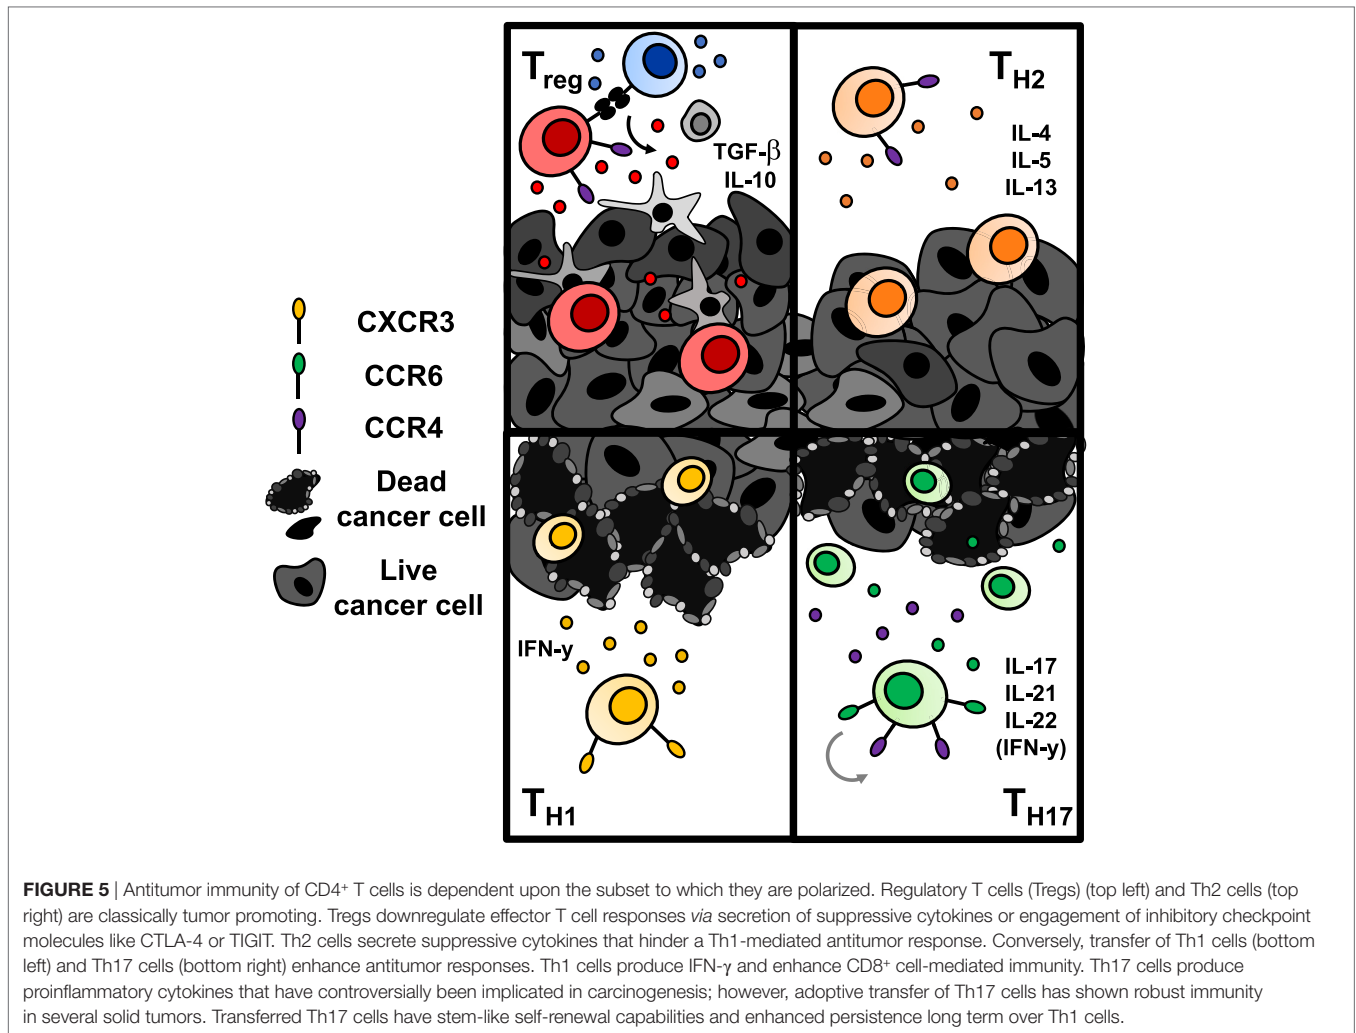 T reg
TGF-β
IL-10
T H2
IL-4
IL-5
IL-13
CXCR3
CCR6
CCR4
Dead
cancer cell
Live
cancer cell
IFN-y
T H1
IL-17
IL-21
IL-22
(IFN-y)
T H17
FIGURE 5 | Antitumor immunity of CD4⁺ T cells is dependent upon the subset to which they are polarized. Regulatory T cells (Tregs) (top left) and Th2 cells (top
right) are classically tumor promoting. Tregs downregulate effector T cell responses via secretion of suppressive cytokines or engagement of inhibitory checkpoint
molecules like CTLA-4 or TIGIT. Th2 cells secrete suppressive cytokines that hinder a Th1-mediated antitumor response. Conversely, transfer of Th1 cells (bottom
left) and Th17 cells (bottom right) enhance antitumor responses. Th1 cells produce IFN-γ and enhance CD8⁺ cell-mediated immunity. Th17 cells produce
proinflammatory cytokines that have controversially been implicated in carcinogenesis; however, adoptive transfer of Th17 cells has shown robust immunity
in several solid tumors. Transferred Th17 cells have stem-like self-renewal capabilities and enhanced persistence long term over Th1 cells.